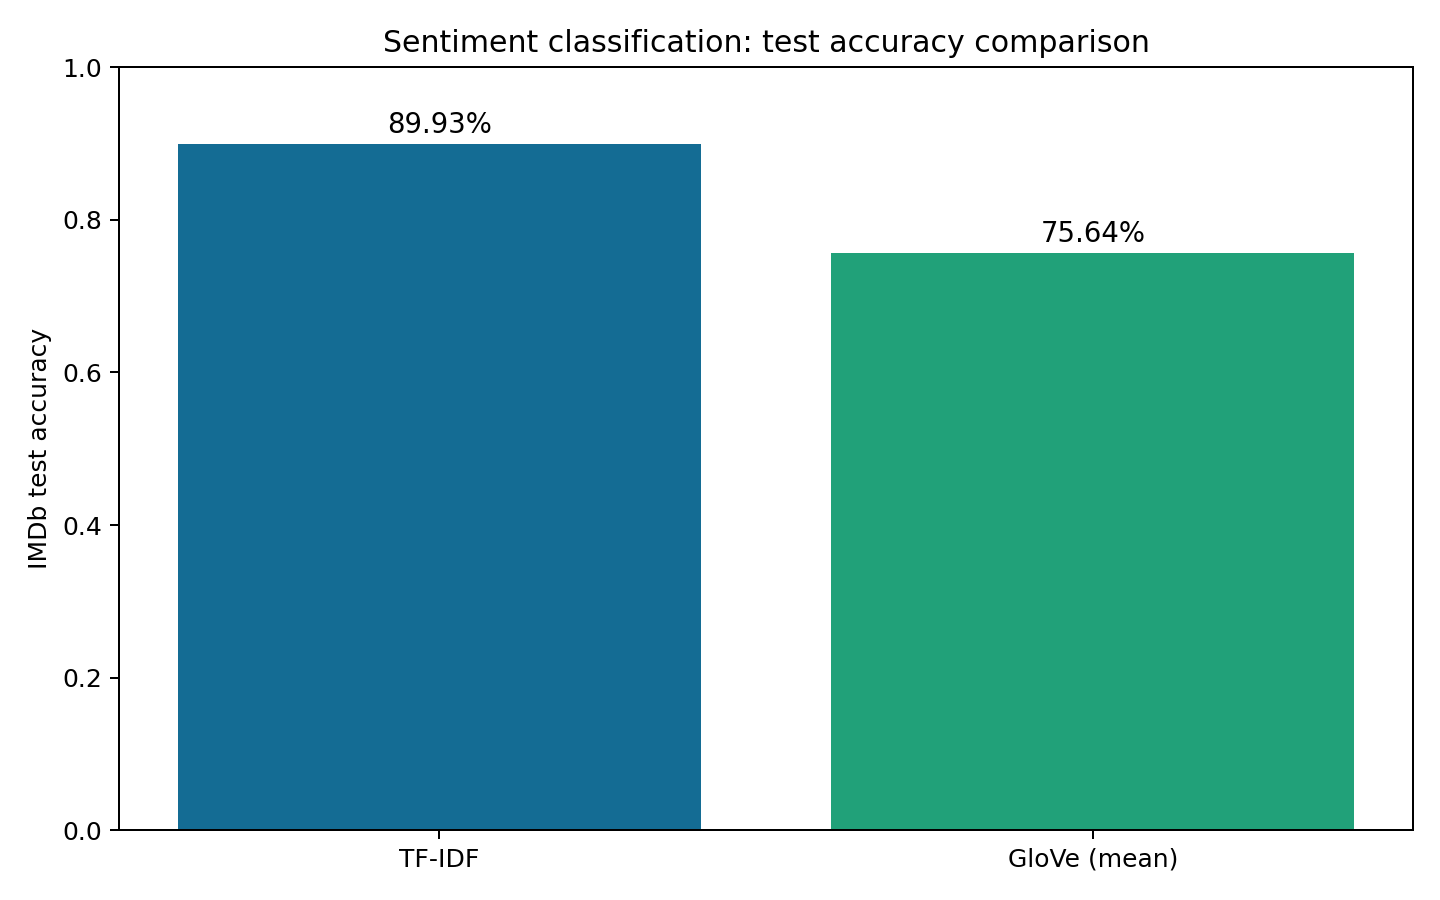 Sentiment classification: test accuracy comparison
IMDb test accuracy
1.0
0.8
0.6
0.4
0.2
0.0
89.93%
75.64%
TF-IDF
GloVe (mean)